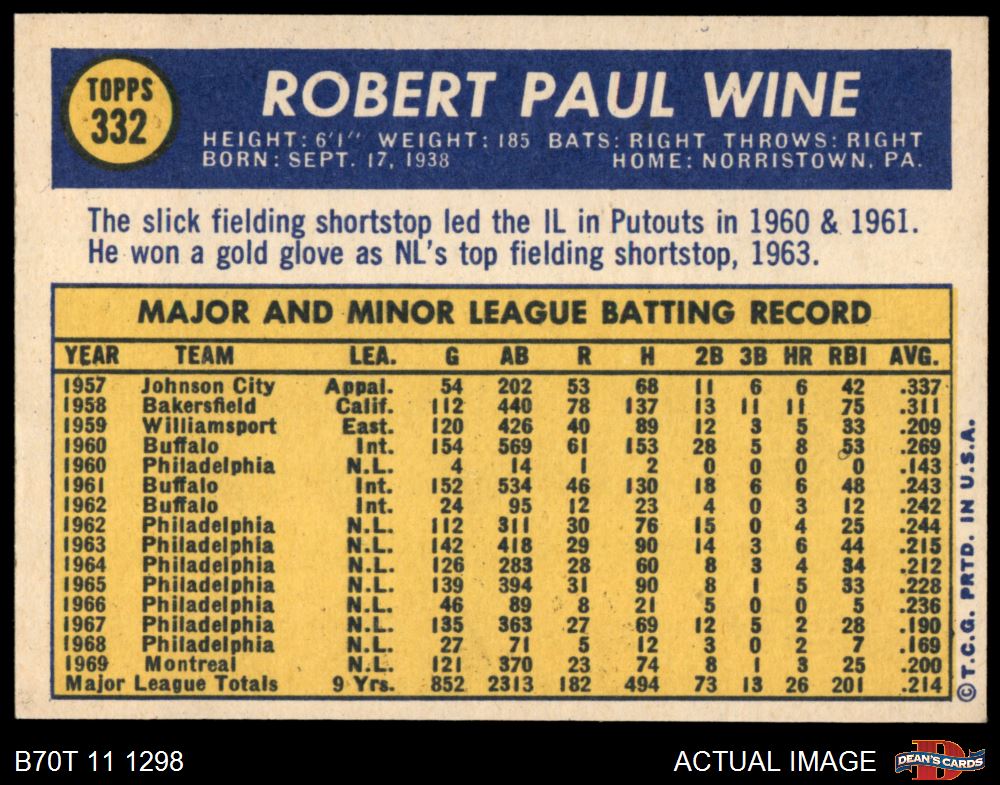 TOPPS
332
ROBERT PAUL WINE
HEIGHT: 6'1" WEIGHT: 185 BATS: RIGHT THROWS: RIGHT
BORN: SEPT. 17, 1938 HOME: NORRISTOWN, PA.
The slick fielding shortstop led the IL in Putouts in 1960 & 1961.
He won a gold glove as NL's top fielding shortstop, 1963.
MAJOR AND MINOR LEAGUE BATTING RECORD
YEAR TEAM LEA. G AB R H 2B 3B HR RBI AVG.
1957 Johnson City Appal. 54 202 53 68 11 6 6 42 .337
1958 Bakersfield Calif. 112 440 78 137 13 11 11 75 .311
1959 Williamsport East. 120 426 40 89 12 3 5 33 .209
1960 Buffalo Int. 154 569 61 153 28 5 8 53 .269
1960 Philadelphia N.L. 4 14 1 2 0 0 0 0 .143
1961 Buffalo Int. 152 534 46 130 18 6 6 48 .243
1962 Buffalo Int. 24 95 12 23 4 0 3 12 .242
1962 Philadelphia N.L. 112 311 30 76 15 0 4 25 .244
1963 Philadelphia N.L. 142 418 29 90 14 3 6 44 .215
1964 Philadelphia N.L. 126 283 28 60 8 3 4 34 .212
1965 Philadelphia N.L. 139 394 31 90 8 1 5 33 .228
1966 Philadelphia N.L. 46 89 8 21 5 0 0 5 .236
1967 Philadelphia N.L. 135 363 27 69 12 5 2 28 .190
1968 Philadelphia N.L. 27 71 5 12 3 0 2 7 .169
1969 Montreal N.L. 121 370 23 74 8 1 3 25 .200
Major League Totals 9 Yrs. 852 2313 182 494 73 13 26 201 .214
© T.C.G. PRTD. IN U.S.A.
B70T 11 1298
ACTUAL IMAGE
D
DEAN'S CARDS